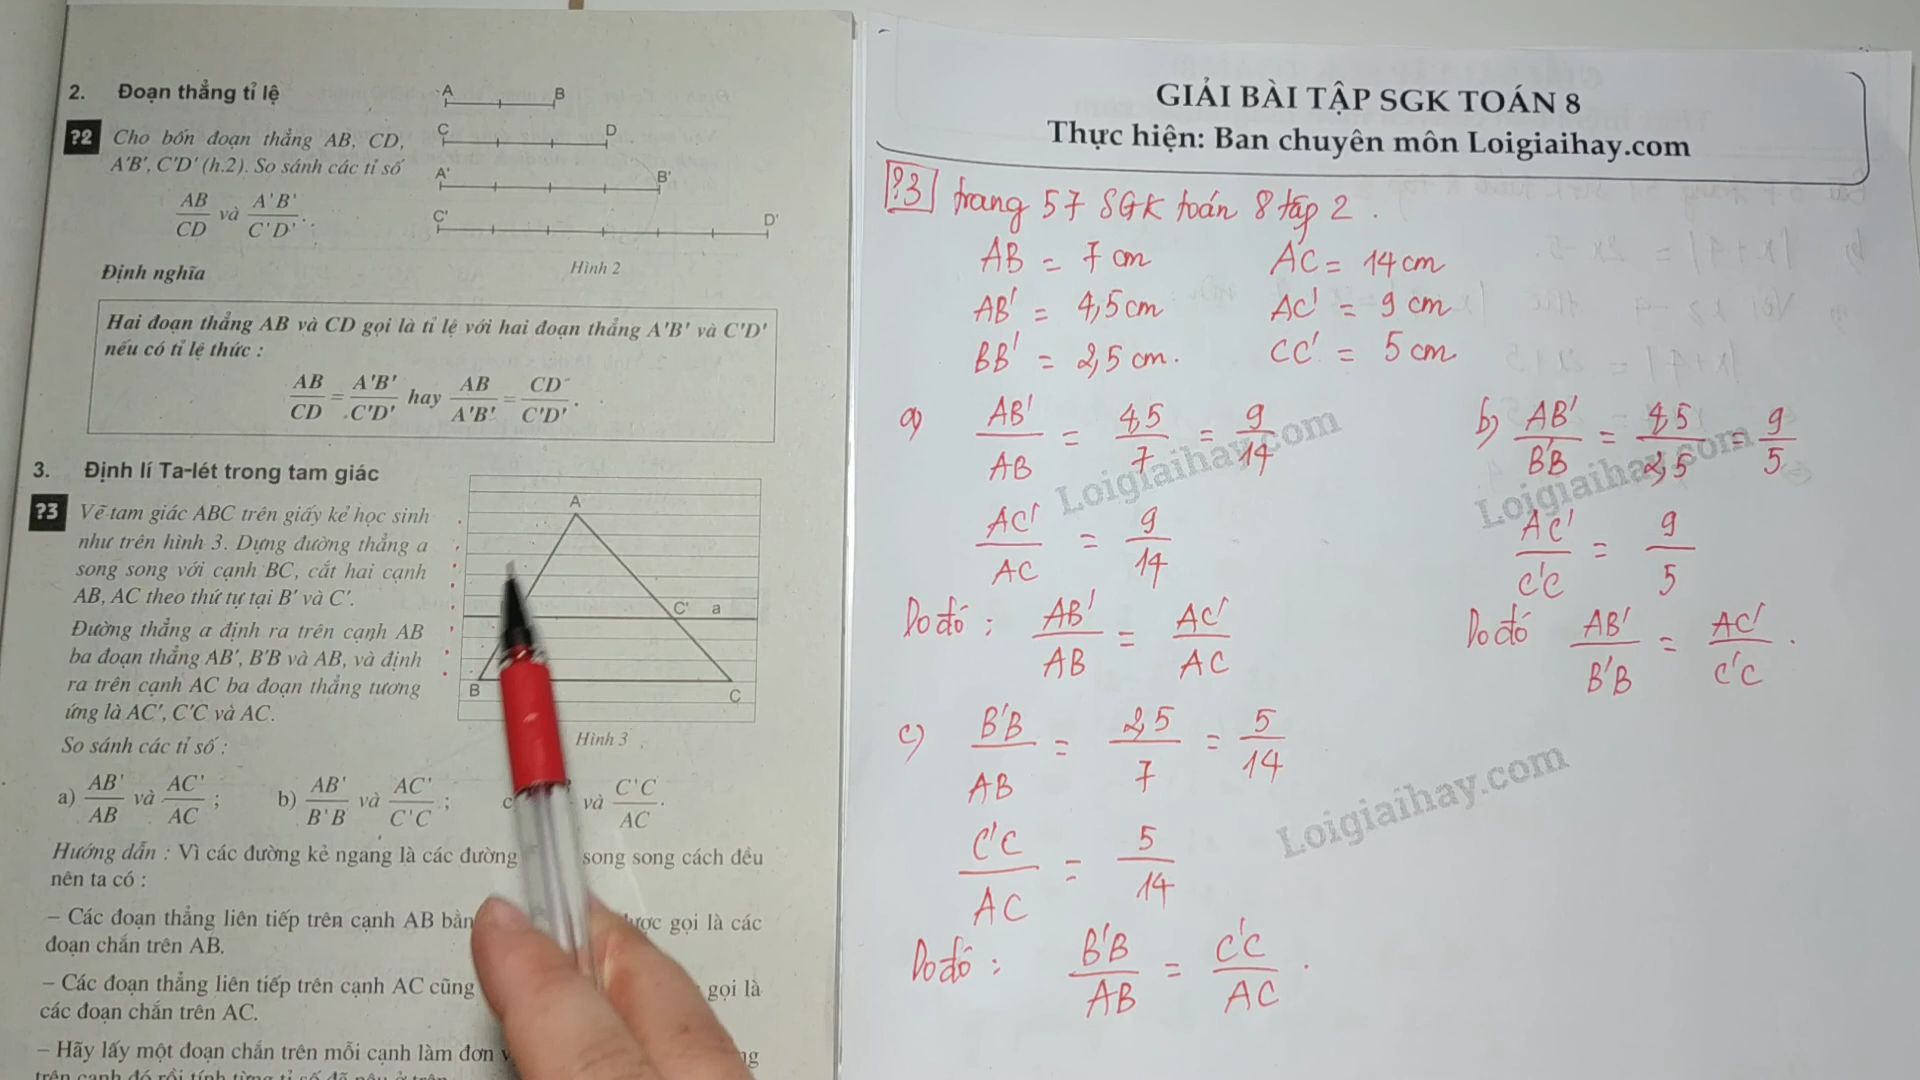 2. Đoạn thẳng tỉ lệ
A B
?2 Cho bốn đoạn thẳng AB, CD,
C D
A'B', C'D' (h.2). So sánh các tỉ số
A' B'
AB/CD và A'B'/C'D'.
C' D'
Hình 2
Định nghĩa
Hai đoạn thẳng AB và CD gọi là tỉ lệ với hai đoạn thẳng A'B' và C'D'
nếu có tỉ lệ thức :
AB/CD = A'B'/C'D' hay AB/A'B' = CD/C'D'.
3. Định lí Ta-lét trong tam giác
?3 Vẽ tam giác ABC trên giấy kẻ học sinh
như trên hình 3. Dựng đường thẳng a
song song với cạnh BC, cắt hai cạnh
AB, AC theo thứ tự tại B' và C'.
Đường thẳng a định ra trên cạnh AB
ba đoạn thẳng AB', B'B và AB, và định
ra trên cạnh AC ba đoạn thẳng tương
ứng là AC', C'C và AC.
So sánh các tỉ số :
A
C' a
B C
Hình 3
a) AB'/AB và AC'/AC ; b) AB'/B'B và AC'/C'C ; c và C'C/AC.
Hướng dẫn : Vì các đường kẻ ngang là các đường song song cách đều
nên ta có :
– Các đoạn thẳng liên tiếp trên cạnh AB bằn gọi là các
đoạn chắn trên AB.
– Các đoạn thẳng liên tiếp trên cạnh AC cũng gọi là
các đoạn chắn trên AC.
– Hãy lấy một đoạn chắn trên mỗi cạnh làm đơn v ng
GIẢI BÀI TẬP SGK TOÁN 8
Thực hiện: Ban chuyên môn Loigiaihay.com
?3 trang 57 SGK toán 8 tập 2.
AB = 7 cm AC = 14 cm
AB' = 4,5 cm AC' = 9 cm
BB' = 2,5 cm. CC' = 5 cm
a) AB'/AB = 4,5/7 = 9/14 b) AB'/B'B = 4,5/2,5 = 9/5
AC'/AC = 9/14 AC'/C'C = 9/5
Do đó : AB'/AB = AC'/AC Do đó AB'/B'B = AC'/C'C.
c) B'B/AB = 2,5/7 = 5/14
C'C/AC = 5/14
Do đó : B'B/AB = C'C/AC.
Loigiaihay.com
Loigiaihay.com
Loigiaihay.com